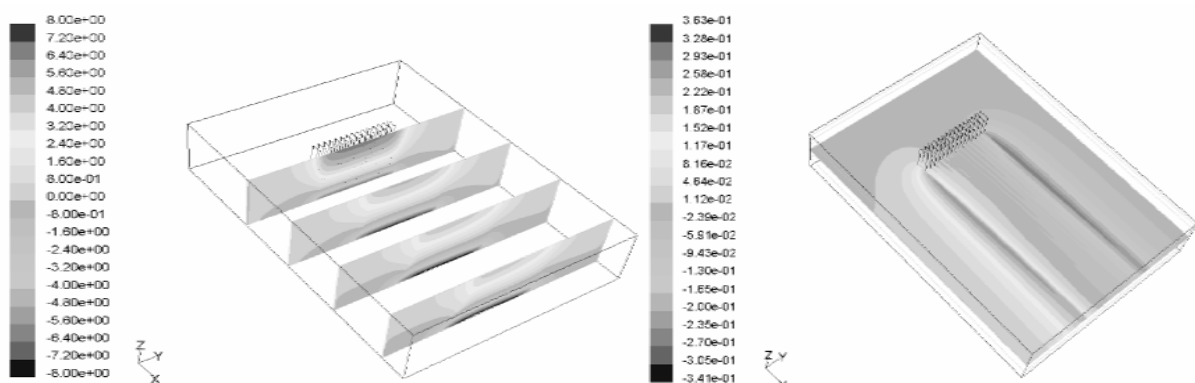 8.00e+00
7.20e+00
6.40e+00
5.60e+00
4.80e+00
4.00e+00
3.20e+00
2.40e+00
1.60e+00
8.00e-01
0.00e+00
-8.00e-01
-1.60e+00
-2.40e+00
-3.20e+00
-4.00e+00
-4.80e+00
-5.60e+00
-6.40e+00
-7.20e+00
-8.00e+00
Z
Y
X
3.63e-01
3.28e-01
2.93e-01
2.58e-01
2.22e-01
1.87e-01
1.52e-01
1.17e-01
8.16e-02
4.64e-02
1.12e-02
-2.39e-02
-5.91e-02
-9.43e-02
-1.30e-01
-1.65e-01
-2.00e-01
-2.35e-01
-2.70e-01
-3.05e-01
-3.41e-01
Z
Y
X